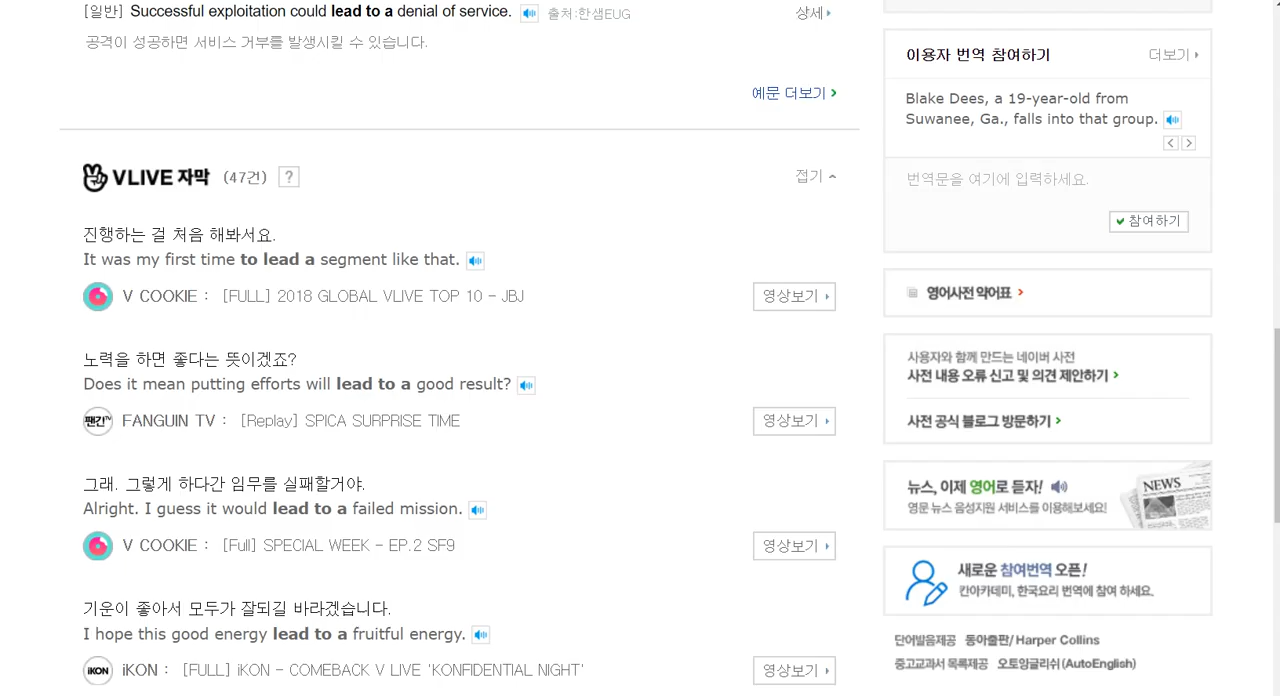 [일반] Successful exploitation could lead to a denial of service. 출처:한샘EUG 상세
공격이 성공하면 서비스 거부를 발생시킬 수 있습니다.
예문 더보기
VLIVE 자막 (47건) ? 접기
진행하는 걸 처음 해봐서요.
It was my first time to lead a segment like that.
V COOKIE : [FULL] 2018 GLOBAL VLIVE TOP 10 - JBJ 영상보기
노력을 하면 좋다는 뜻이겠죠?
Does it mean putting efforts will lead to a good result?
팬긴TV FANGUIN TV : [Replay] SPICA SURPRISE TIME 영상보기
그래. 그렇게 하다간 임무를 실패할거야.
Alright. I guess it would lead to a failed mission.
V COOKIE : [Full] SPECIAL WEEK - EP.2 SF9 영상보기
기운이 좋아서 모두가 잘되길 바라겠습니다.
I hope this good energy lead to a fruitful energy.
iKON iKON : [FULL] iKON - COMEBACK V LIVE 'KONFIDENTIAL NIGHT' 영상보기
이용자 번역 참여하기 더보기
Blake Dees, a 19-year-old from
Suwanee, Ga., falls into that group.
번역문을 여기에 입력하세요.
참여하기
영어사전 약어표
사용자와 함께 만드는 네이버 사전
사전 내용 오류 신고 및 의견 제안하기
사전 공식 블로그 방문하기
뉴스, 이제 영어로 듣자!
영문 뉴스 음성지원 서비스를 이용해보세요!
NEWS
새로운 참여번역 오픈!
칸아카데미, 한국요리 번역에 참여 하세요.
단어발음제공 동아출판/Harper Collins
중고교과서 목록제공 오토잉글리쉬(AutoEnglish)